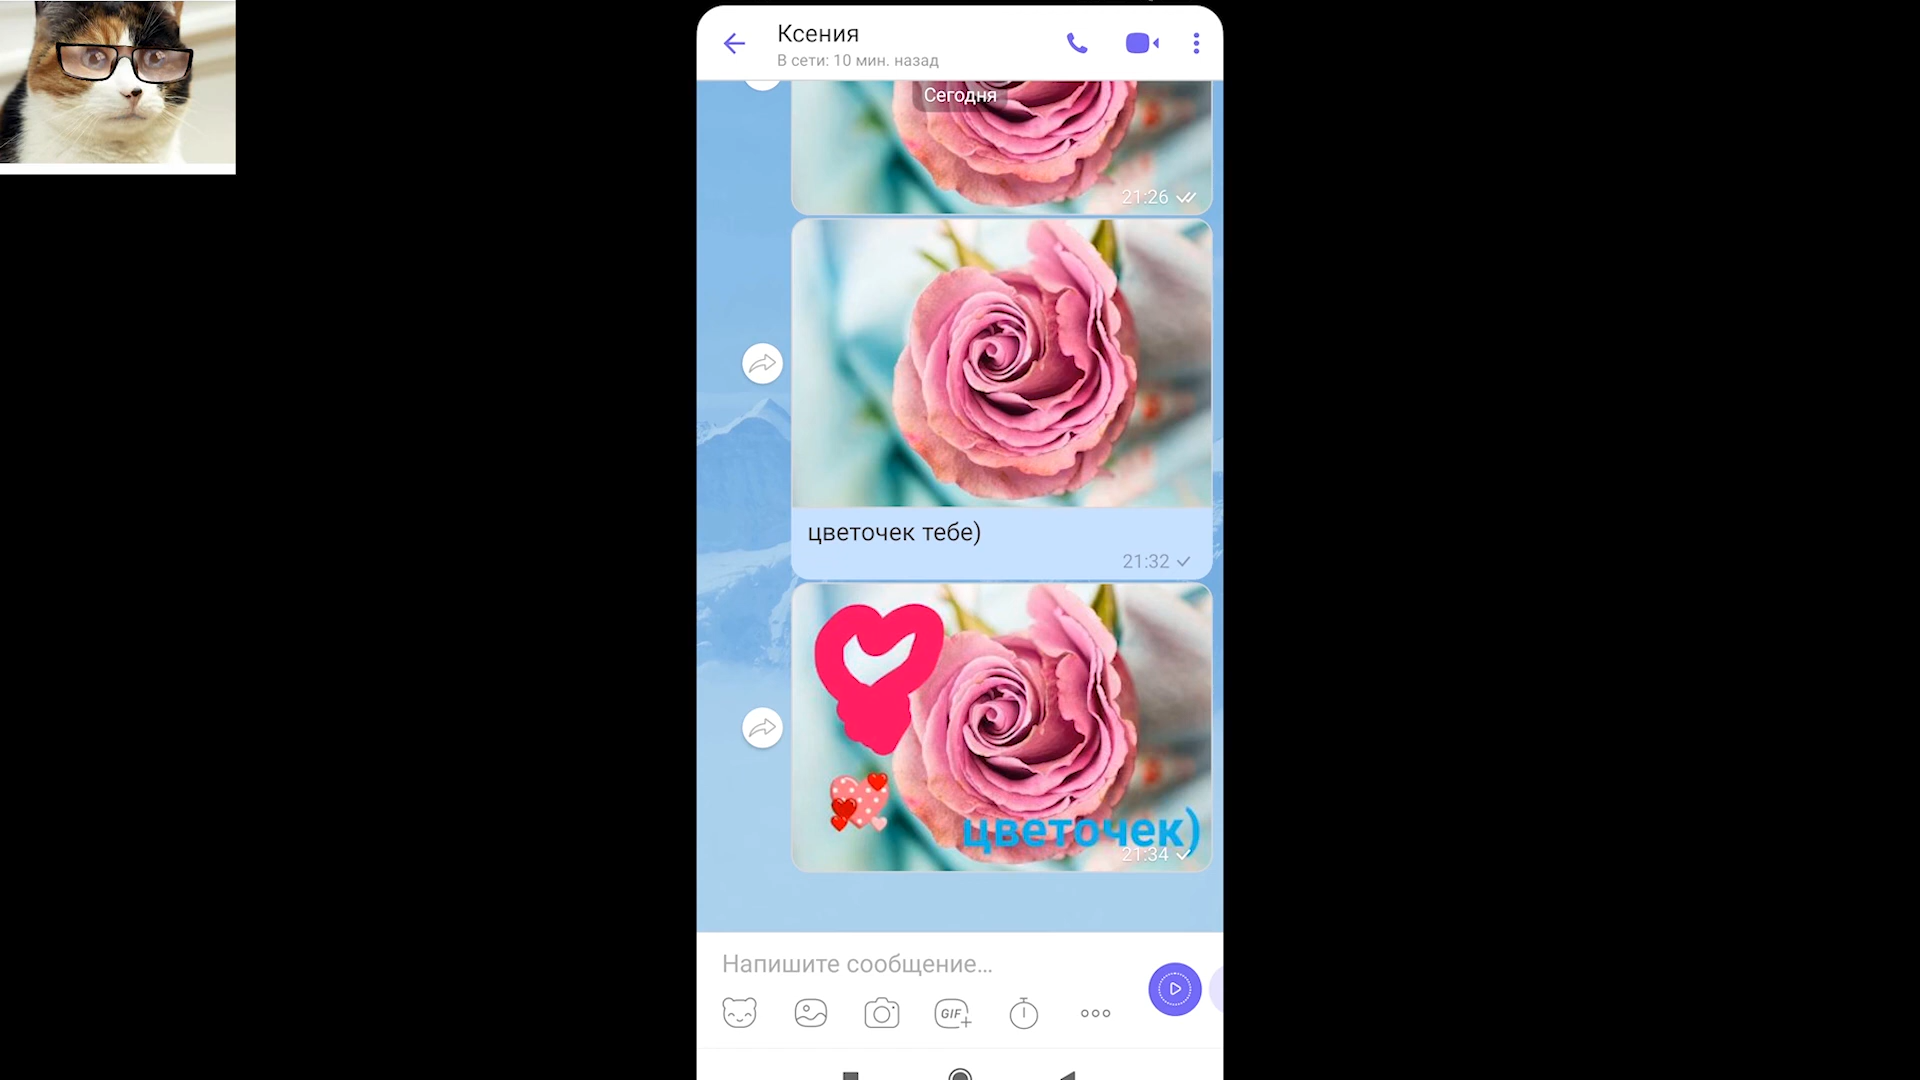 Ксения
В сети: 10 мин. назад
Сегодня
21:26
цветочек тебе)
21:32
цветочек)
21:34
Напишите сообщение...
GIF